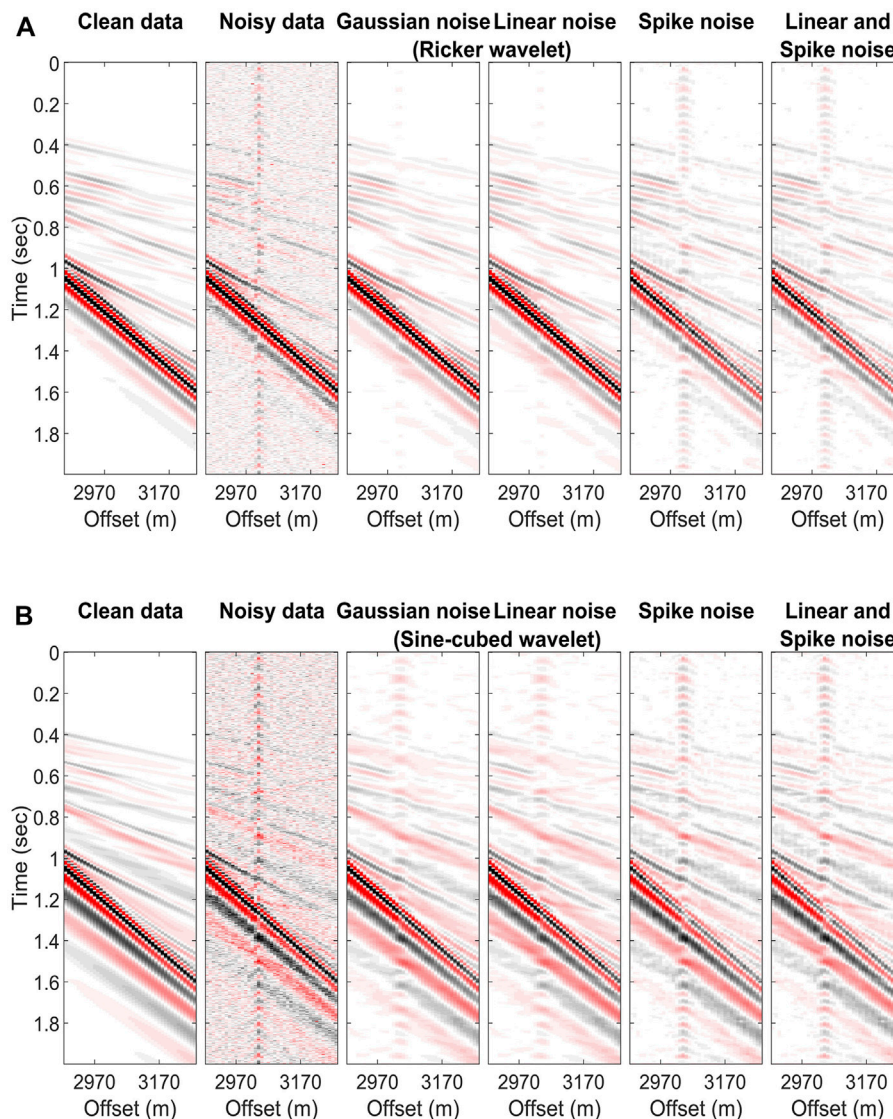 A
Clean data Noisy data Gaussian noise Linear noise Spike noise Linear and
(Ricker wavelet) Spike noise
0
0.2
0.4
0.6
0.8
1
1.2
1.4
1.6
1.8
Time (sec)
2970 3170 2970 3170 2970 3170 2970 3170 2970 3170 2970 3170
Offset (m) Offset (m) Offset (m) Offset (m) Offset (m) Offset (m)
B
Clean data Noisy data Gaussian noise Linear noise Spike noise Linear and
(Sine-cubed wavelet) Spike noise
0
0.2
0.4
0.6
0.8
1
1.2
1.4
1.6
1.8
Time (sec)
2970 3170 2970 3170 2970 3170 2970 3170 2970 3170 2970 3170
Offset (m) Offset (m) Offset (m) Offset (m) Offset (m) Offset (m)